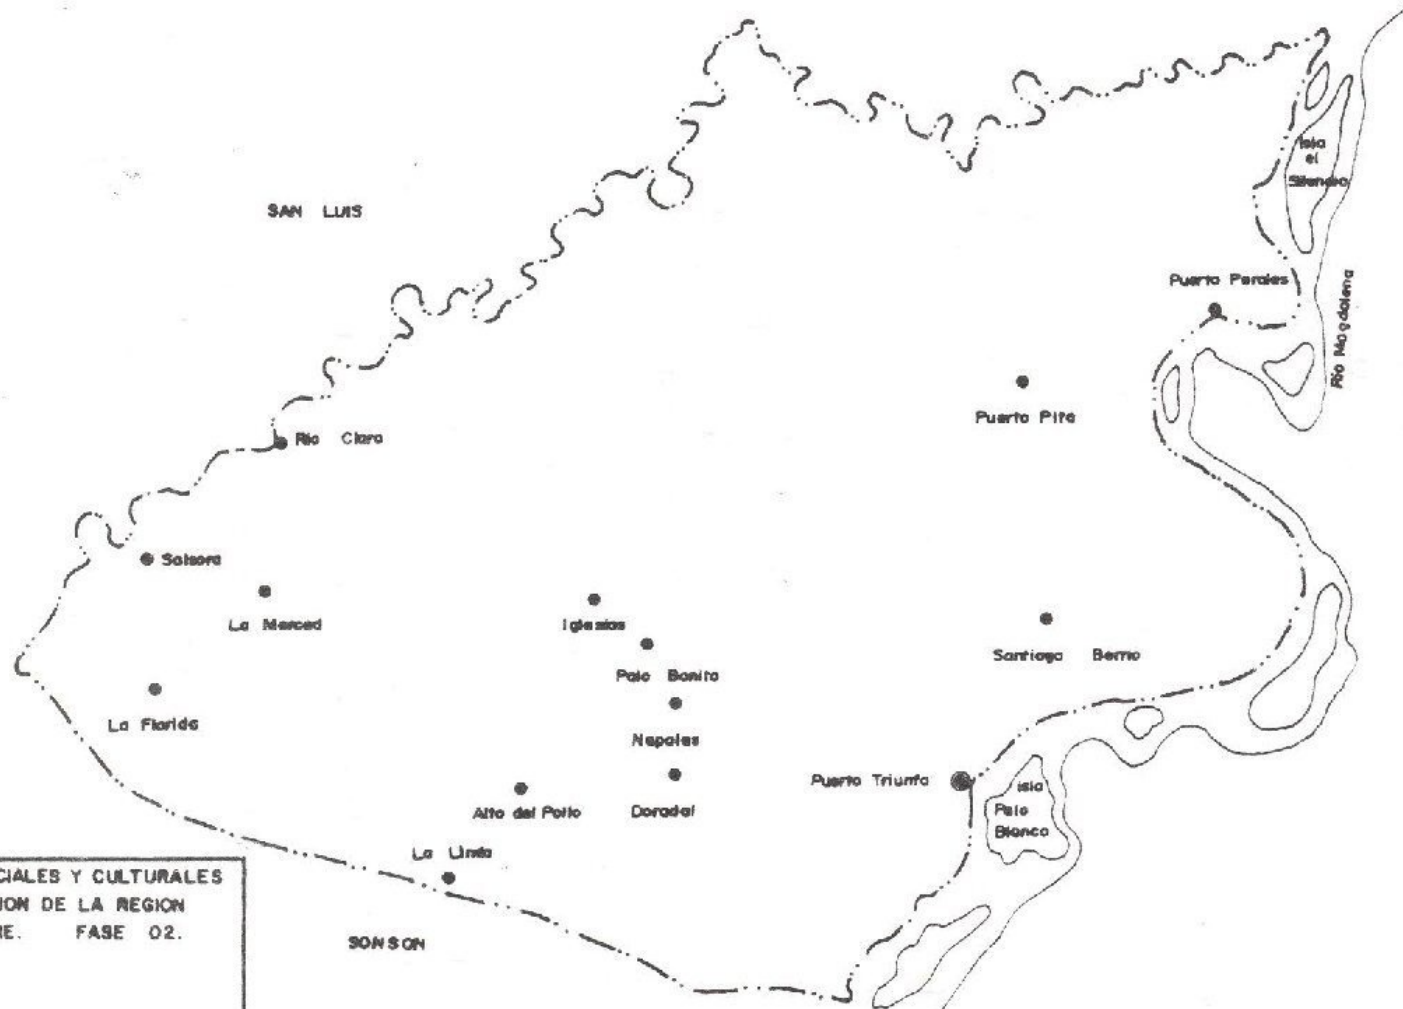 Isla
el
Silencio
SAN LUIS
Puerto Perales
Río Magdalena
Puerto Pita
Río Claro
Salsora
La Merced
Iglesias
Santiago Berrio
Palo Bonito
La Florida
Napoles
Puerto Triunfo
Isla
Palo
Blanco
Alto del Pollo
Doradal
La Linda
CIALES Y CULTURALES
ION DE LA REGION
RE. FASE 02.
SONSON